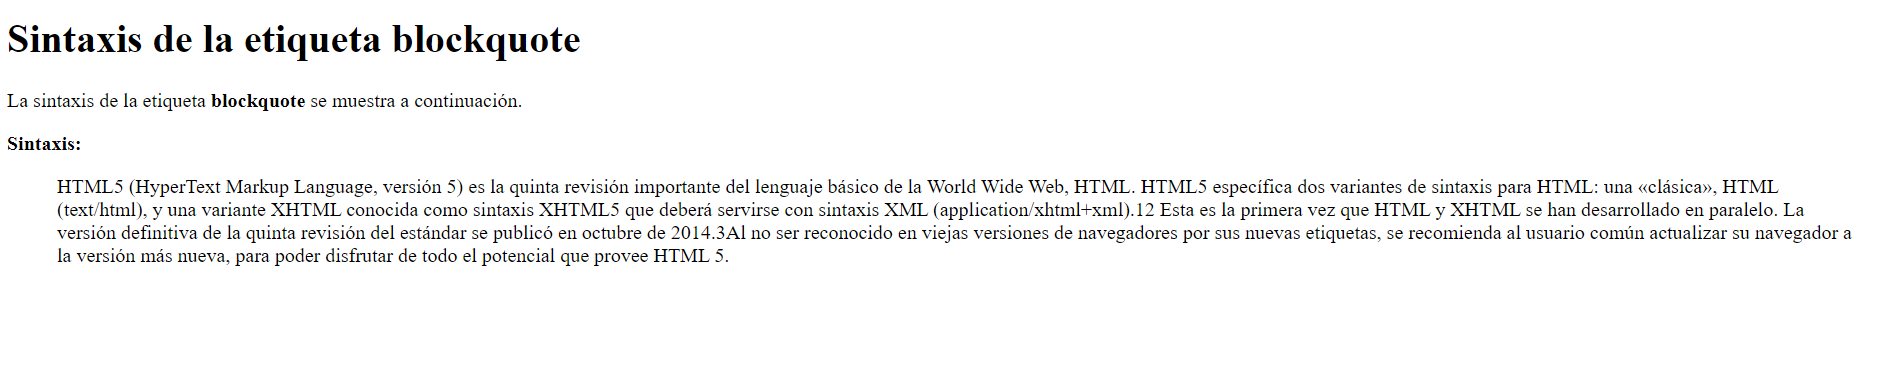 Sintaxis de la etiqueta blockquote
La sintaxis de la etiqueta blockquote se muestra a continuación.
Sintaxis:
HTML5 (HyperText Markup Language, versión 5) es la quinta revisión importante del lenguaje básico de la World Wide Web, HTML. HTML5 específica dos variantes de sintaxis para HTML: una «clásica», HTML
(text/html), y una variante XHTML conocida como sintaxis XHTML5 que deberá servirse con sintaxis XML (application/xhtml+xml).12 Esta es la primera vez que HTML y XHTML se han desarrollado en paralelo. La
versión definitiva de la quinta revisión del estándar se publicó en octubre de 2014.3Al no ser reconocido en viejas versiones de navegadores por sus nuevas etiquetas, se recomienda al usuario común actualizar su navegador a
la versión más nueva, para poder disfrutar de todo el potencial que provee HTML 5.